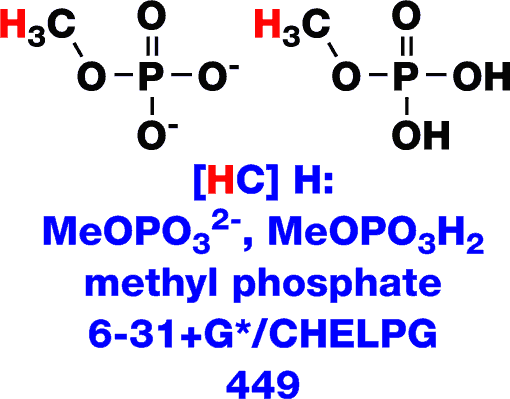 H3C O P O O- O-
H3C O P O OH OH
[HC] H:
MeOPO3 2-, MeOPO3H2
methyl phosphate
6-31+G*/CHELPG
449